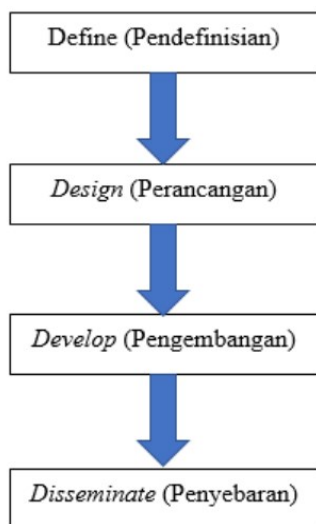 Define (Pendefinisian)
Design (Perancangan)
Develop (Pengembangan)
Disseminate (Penyebaran)